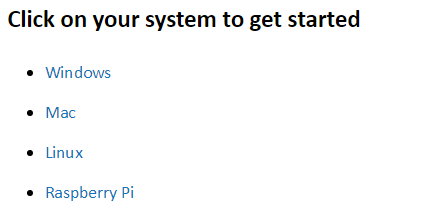 Click on your system to get started
Windows
Mac
Linux
Raspberry Pi